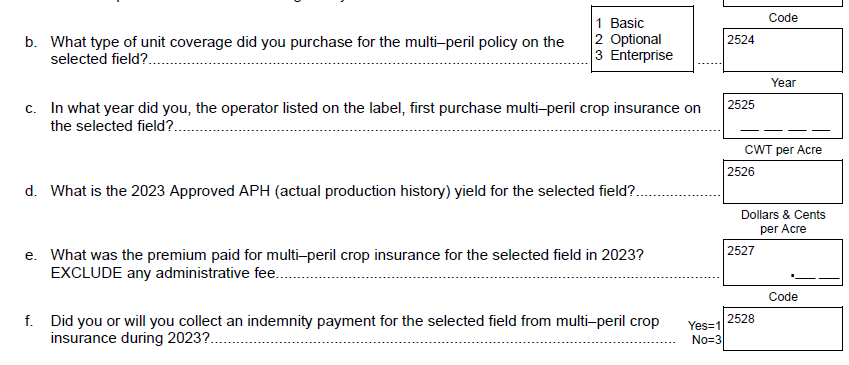 1 Basic
2 Optional
3 Enterprise
Code
b. What type of unit coverage did you purchase for the multi–peril policy on the
selected field?
2524
Year
c. In what year did you, the operator listed on the label, first purchase multi–peril crop insurance on
the selected field?
2525
__ __ __ __
CWT per Acre
d. What is the 2023 Approved APH (actual production history) yield for the selected field?
2526
Dollars & Cents
per Acre
e. What was the premium paid for multi–peril crop insurance for the selected field in 2023?
EXCLUDE any administrative fee
2527
.__ __
Code
f. Did you or will you collect an indemnity payment for the selected field from multi–peril crop
insurance during 2023?
Yes=1
No=3
2528